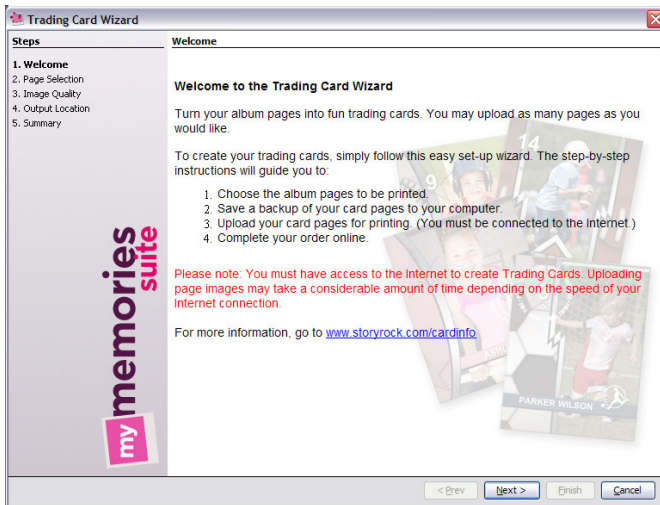 Trading Card Wizard
Steps
1. Welcome
2. Page Selection
3. Image Quality
4. Output Location
5. Summary
my memories
suite
Welcome
Welcome to the Trading Card Wizard
Turn your album pages into fun trading cards. You may upload as many pages as you
would like.
To create your trading cards, simply follow this easy set-up wizard. The step-by-step
instructions will guide you to:
1. Choose the album pages to be printed.
2. Save a backup of your card pages to your computer.
3. Upload your card pages for printing. (You must be connected to the Internet.)
4. Complete your order online.
Please note: You must have access to the Internet to create Trading Cards. Uploading
page images may take a considerable amount of time depending on the speed of your
Internet connection.
For more information, go to www.storyrock.com/cardinfo
14
9
PARKER WILSON
< Prev
Next >
Finish
Cancel